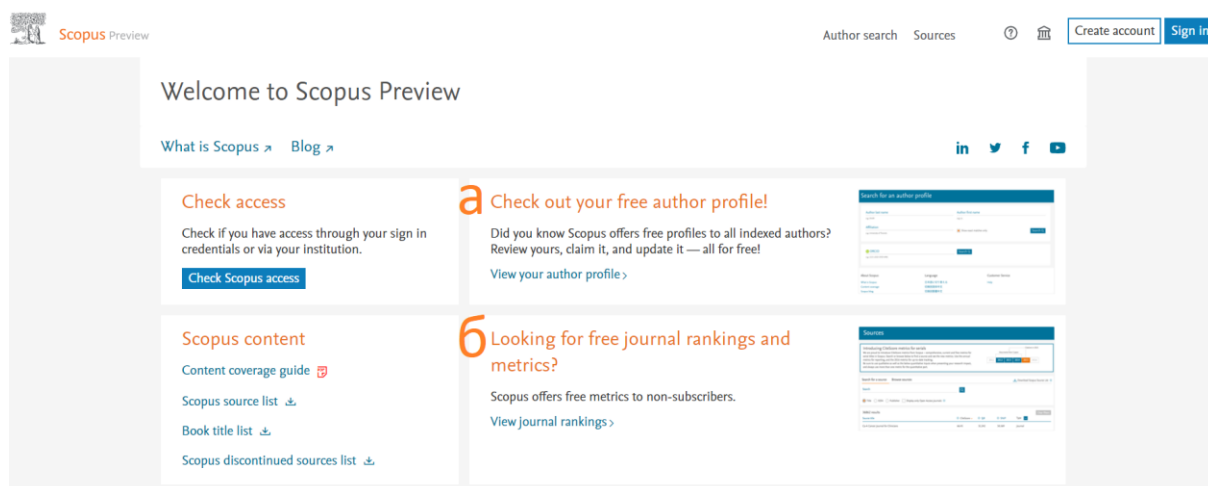 Scopus Preview
Author search Sources
Create account
Sign in
Welcome to Scopus Preview
What is Scopus Blog
Check access
Check if you have access through your sign in
credentials or via your institution.
Check Scopus access
а Check out your free author profile!
Did you know Scopus offers free profiles to all indexed authors?
Review yours, claim it, and update it — all for free!
View your author profile >
Search for an author profile
Scopus content
Content coverage guide
Scopus source list
Book title list
Scopus discontinued sources list
б Looking for free journal rankings and
metrics?
Scopus offers free metrics to non-subscribers.
View journal rankings >
Sources